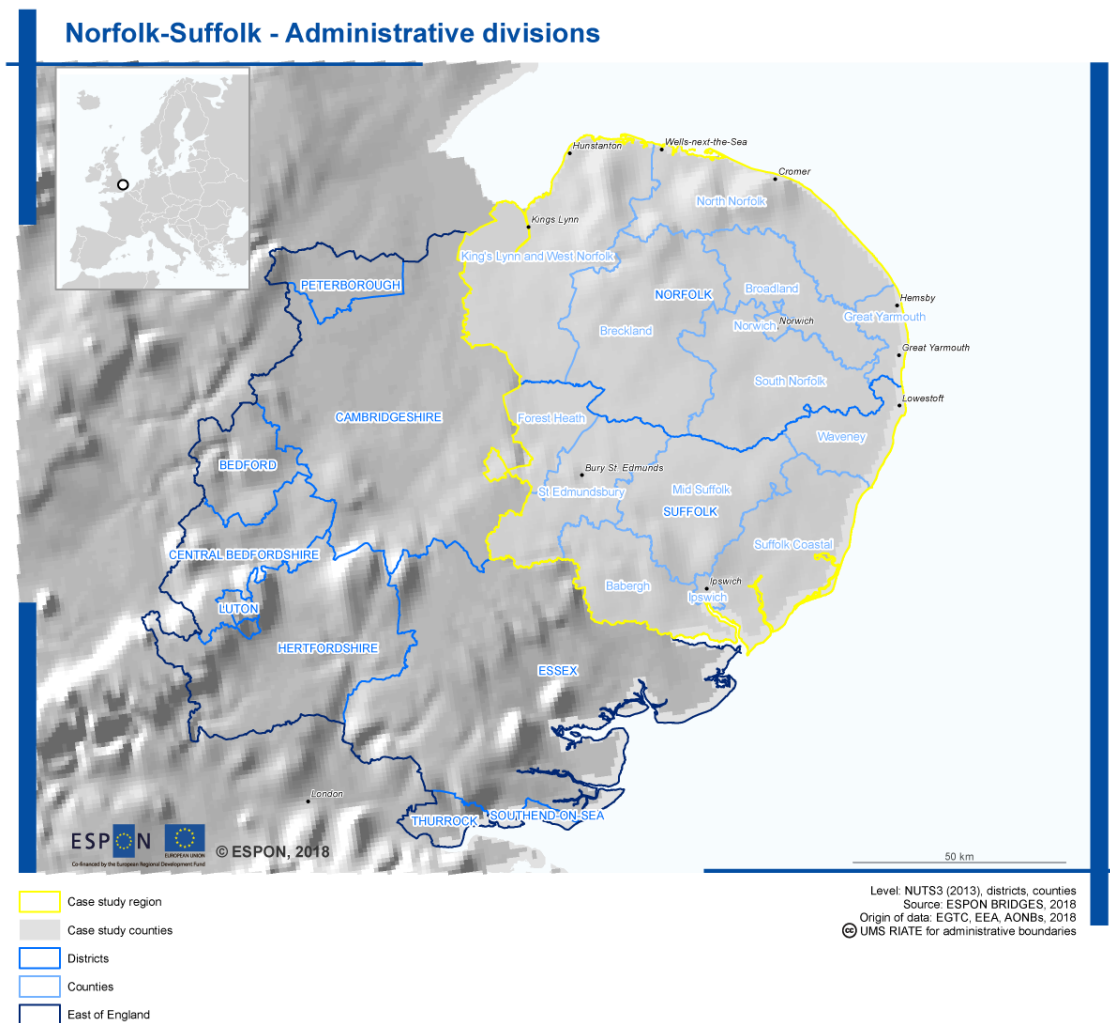 Norfolk-Suffolk - Administrative divisions
Hunstanton
Wells-next-the-Sea
Cromer
North Norfolk
Kings Lynn
King's Lynn and West Norfolk
PETERBOROUGH
NORFOLK
Broadland
Hemsby
Great Yarmouth
Norwich
Norwich
Breckland
Great Yarmouth
South Norfolk
Lowestoft
CAMBRIDGESHIRE
Forest Heath
Waveney
BEDFORD
Bury St. Edmunds
St Edmundsbury
Mid Suffolk
SUFFOLK
CENTRAL BEDFORDSHIRE
Suffolk Coastal
Babergh
Ipswich
Ipswich
LUTON
HERTFORDSHIRE
ESSEX
London
THURROCK
SOUTHEND-ON-SEA
ESPON
EUROPEAN UNION
Co-financed by the European Regional Development Fund
© ESPON, 2018
50 km
Level: NUTS3 (2013), districts, counties
Source: ESPON BRIDGES, 2018
Origin of data: EGTC, EEA, AONBs, 2018
cc UMS RIATE for administrative boundaries
Case study region
Case study counties
Districts
Counties
East of England